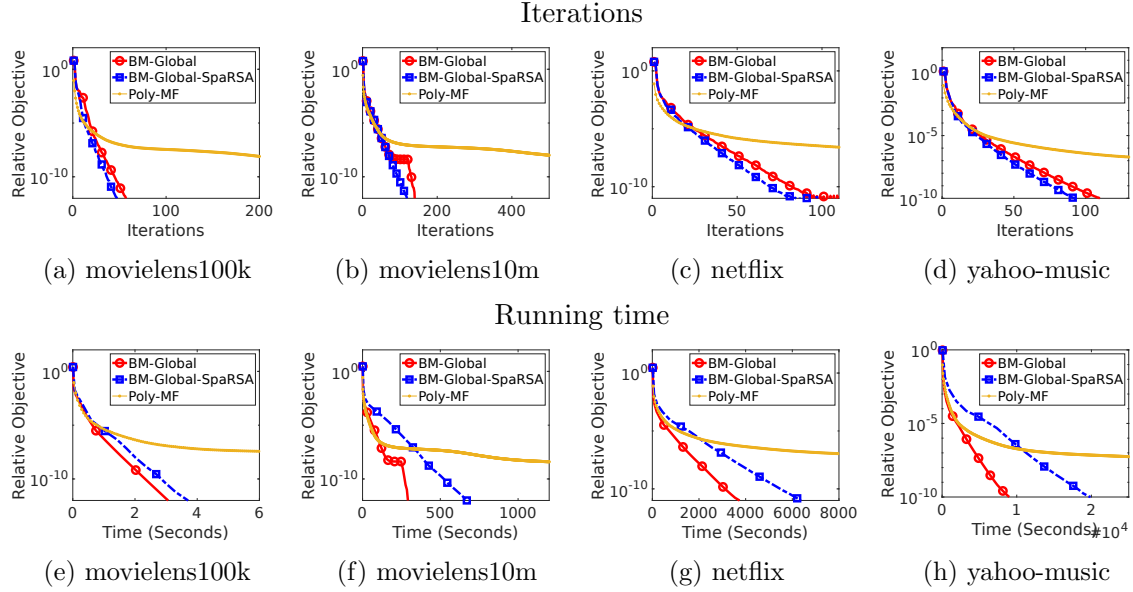 Iterations
Relative Objective
10^0
10^-10
BM-Global
BM-Global-SpaRSA
Poly-MF
0 100 200
Iterations
(a) movielens100k
Relative Objective
10^0
10^-10
BM-Global
BM-Global-SpaRSA
Poly-MF
0 200 400
Iterations
(b) movielens10m
Relative Objective
10^0
10^-10
BM-Global
BM-Global-SpaRSA
Poly-MF
0 50 100
Iterations
(c) netflix
Relative Objective
10^0
10^-5
10^-10
BM-Global
BM-Global-SpaRSA
Poly-MF
0 50 100
Iterations
(d) yahoo-music
Running time
Relative Objective
10^0
10^-10
BM-Global
BM-Global-SpaRSA
Poly-MF
0 2 4 6
Time (Seconds)
(e) movielens100k
Relative Objective
10^0
10^-10
BM-Global
BM-Global-SpaRSA
Poly-MF
0 500 1000
Time (Seconds)
(f) movielens10m
Relative Objective
10^0
10^-10
BM-Global
BM-Global-SpaRSA
Poly-MF
0 2000 4000 6000 8000
Time (Seconds)
(g) netflix
Relative Objective
10^0
10^-5
10^-10
BM-Global
BM-Global-SpaRSA
Poly-MF
0 1 2
Time (Seconds) #10^4
(h) yahoo-music